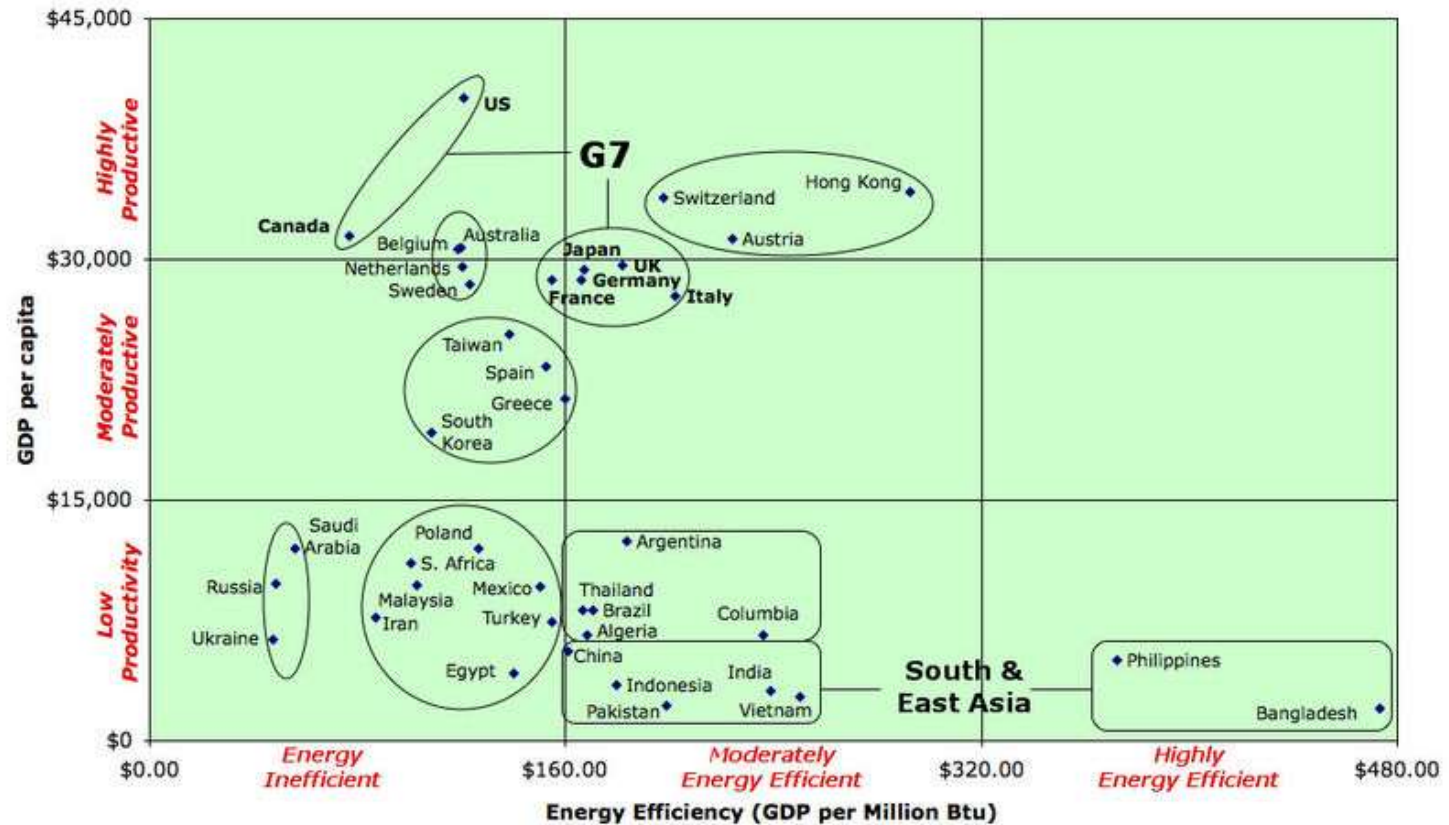 $45,000
Highly
Productive
US
G7
Hong Kong
Switzerland
Canada
Austria
Belgium
Australia
$30,000
Netherlands
Sweden
Japan
UK
Germany
France
Italy
GDP per capita
Moderately
Productive
Taiwan
Spain
Greece
South
Korea
$15,000
Low
Productivity
Saudi
Arabia
Russia
Ukraine
Poland
S. Africa
Malaysia
Iran
Mexico
Turkey
Egypt
Argentina
Thailand
Brazil
Algeria
Columbia
China
Indonesia
Pakistan
India
Vietnam
South &
East Asia
Philippines
Bangladesh
$0
$0.00
Energy
Inefficient
$160.00
Moderately
Energy Efficient
$320.00
Highly
Energy Efficient
$480.00
Energy Efficiency (GDP per Million Btu)